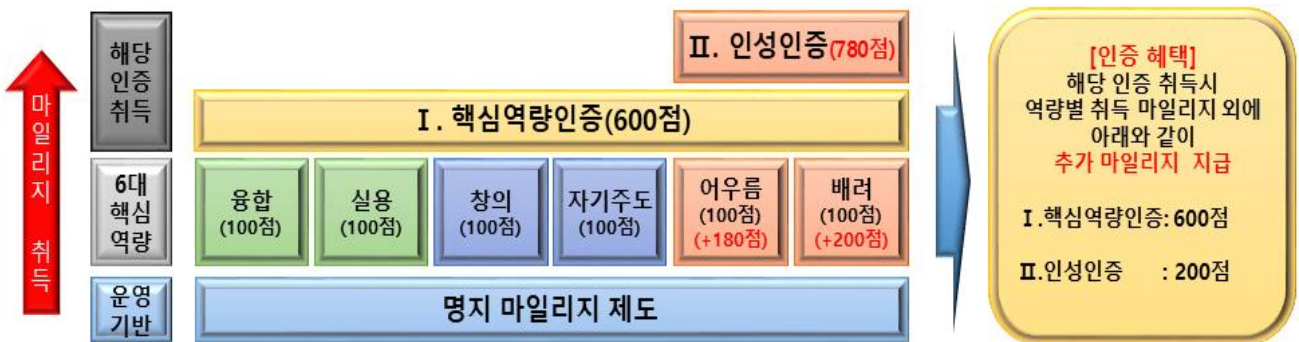 마일리지 취득
해당
인증
취득
Ⅱ. 인성인증(780점)
Ⅰ. 핵심역량인증(600점)
6대
핵심
역량
융합
(100점)
실용
(100점)
창의
(100점)
자기주도
(100점)
어우름
(100점)
(+180점)
배려
(100점)
(+200점)
운영
기반
명지 마일리지 제도
[인증 혜택]
해당 인증 취득시
역량별 취득 마일리지 외에
아래와 같이
추가 마일리지 지급
Ⅰ.핵심역량인증: 600점
Ⅱ.인성인증 : 200점